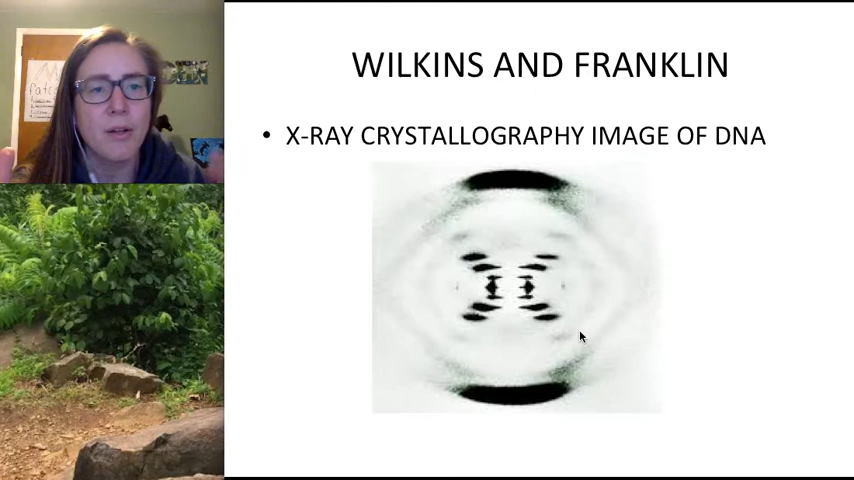 WILKINS AND FRANKLIN
• X-RAY CRYSTALLOGRAPHY IMAGE OF DNA